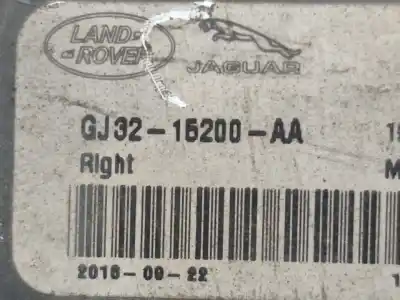 LAND-
ROVER
JAGUAR
GJ32-15200-AA
Right
2016-09-22